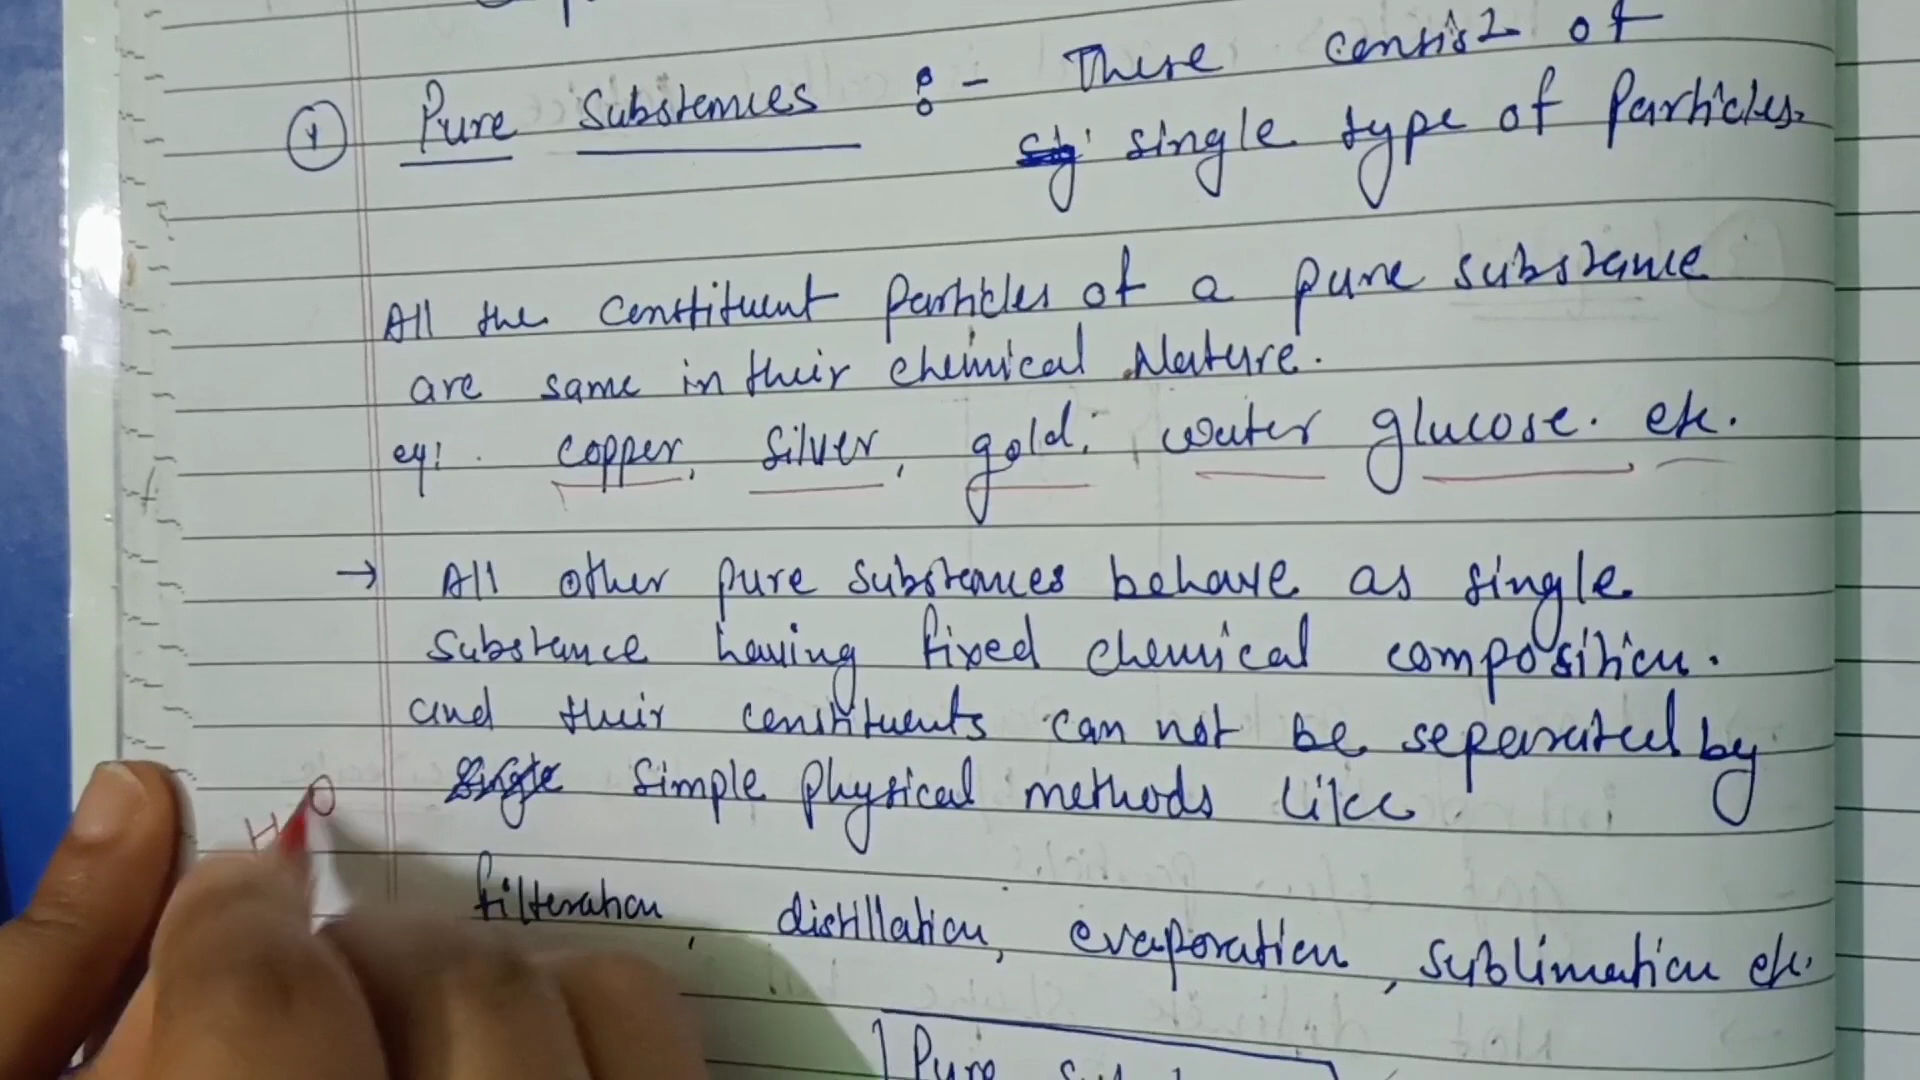 ① Pure Substances :- There consist of
single type of Particles.
All the constituent particles of a pure substance
are same in their chemical Nature.
eg: copper, silver, gold, water glucose. etc.
→ All other pure substances behave as single
substance having fixed chemical composition.
and their constituents can not be separated by
simple physical methods like
H O
filteration, distillation, evaporation, sublimation etc.
Pure